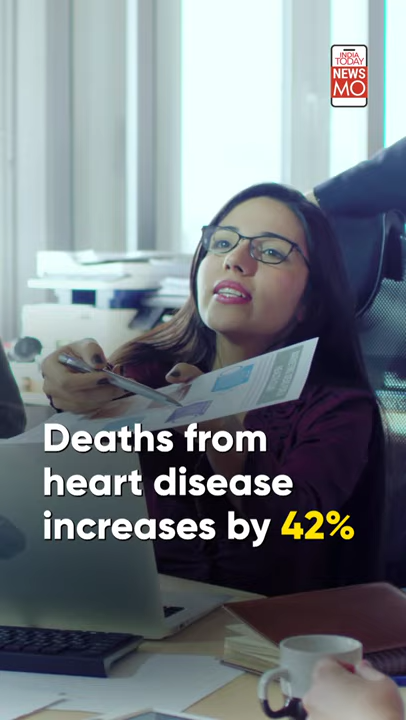 INDIA
TODAY
NEWS
MO
Deaths from
heart disease
increases by 42%